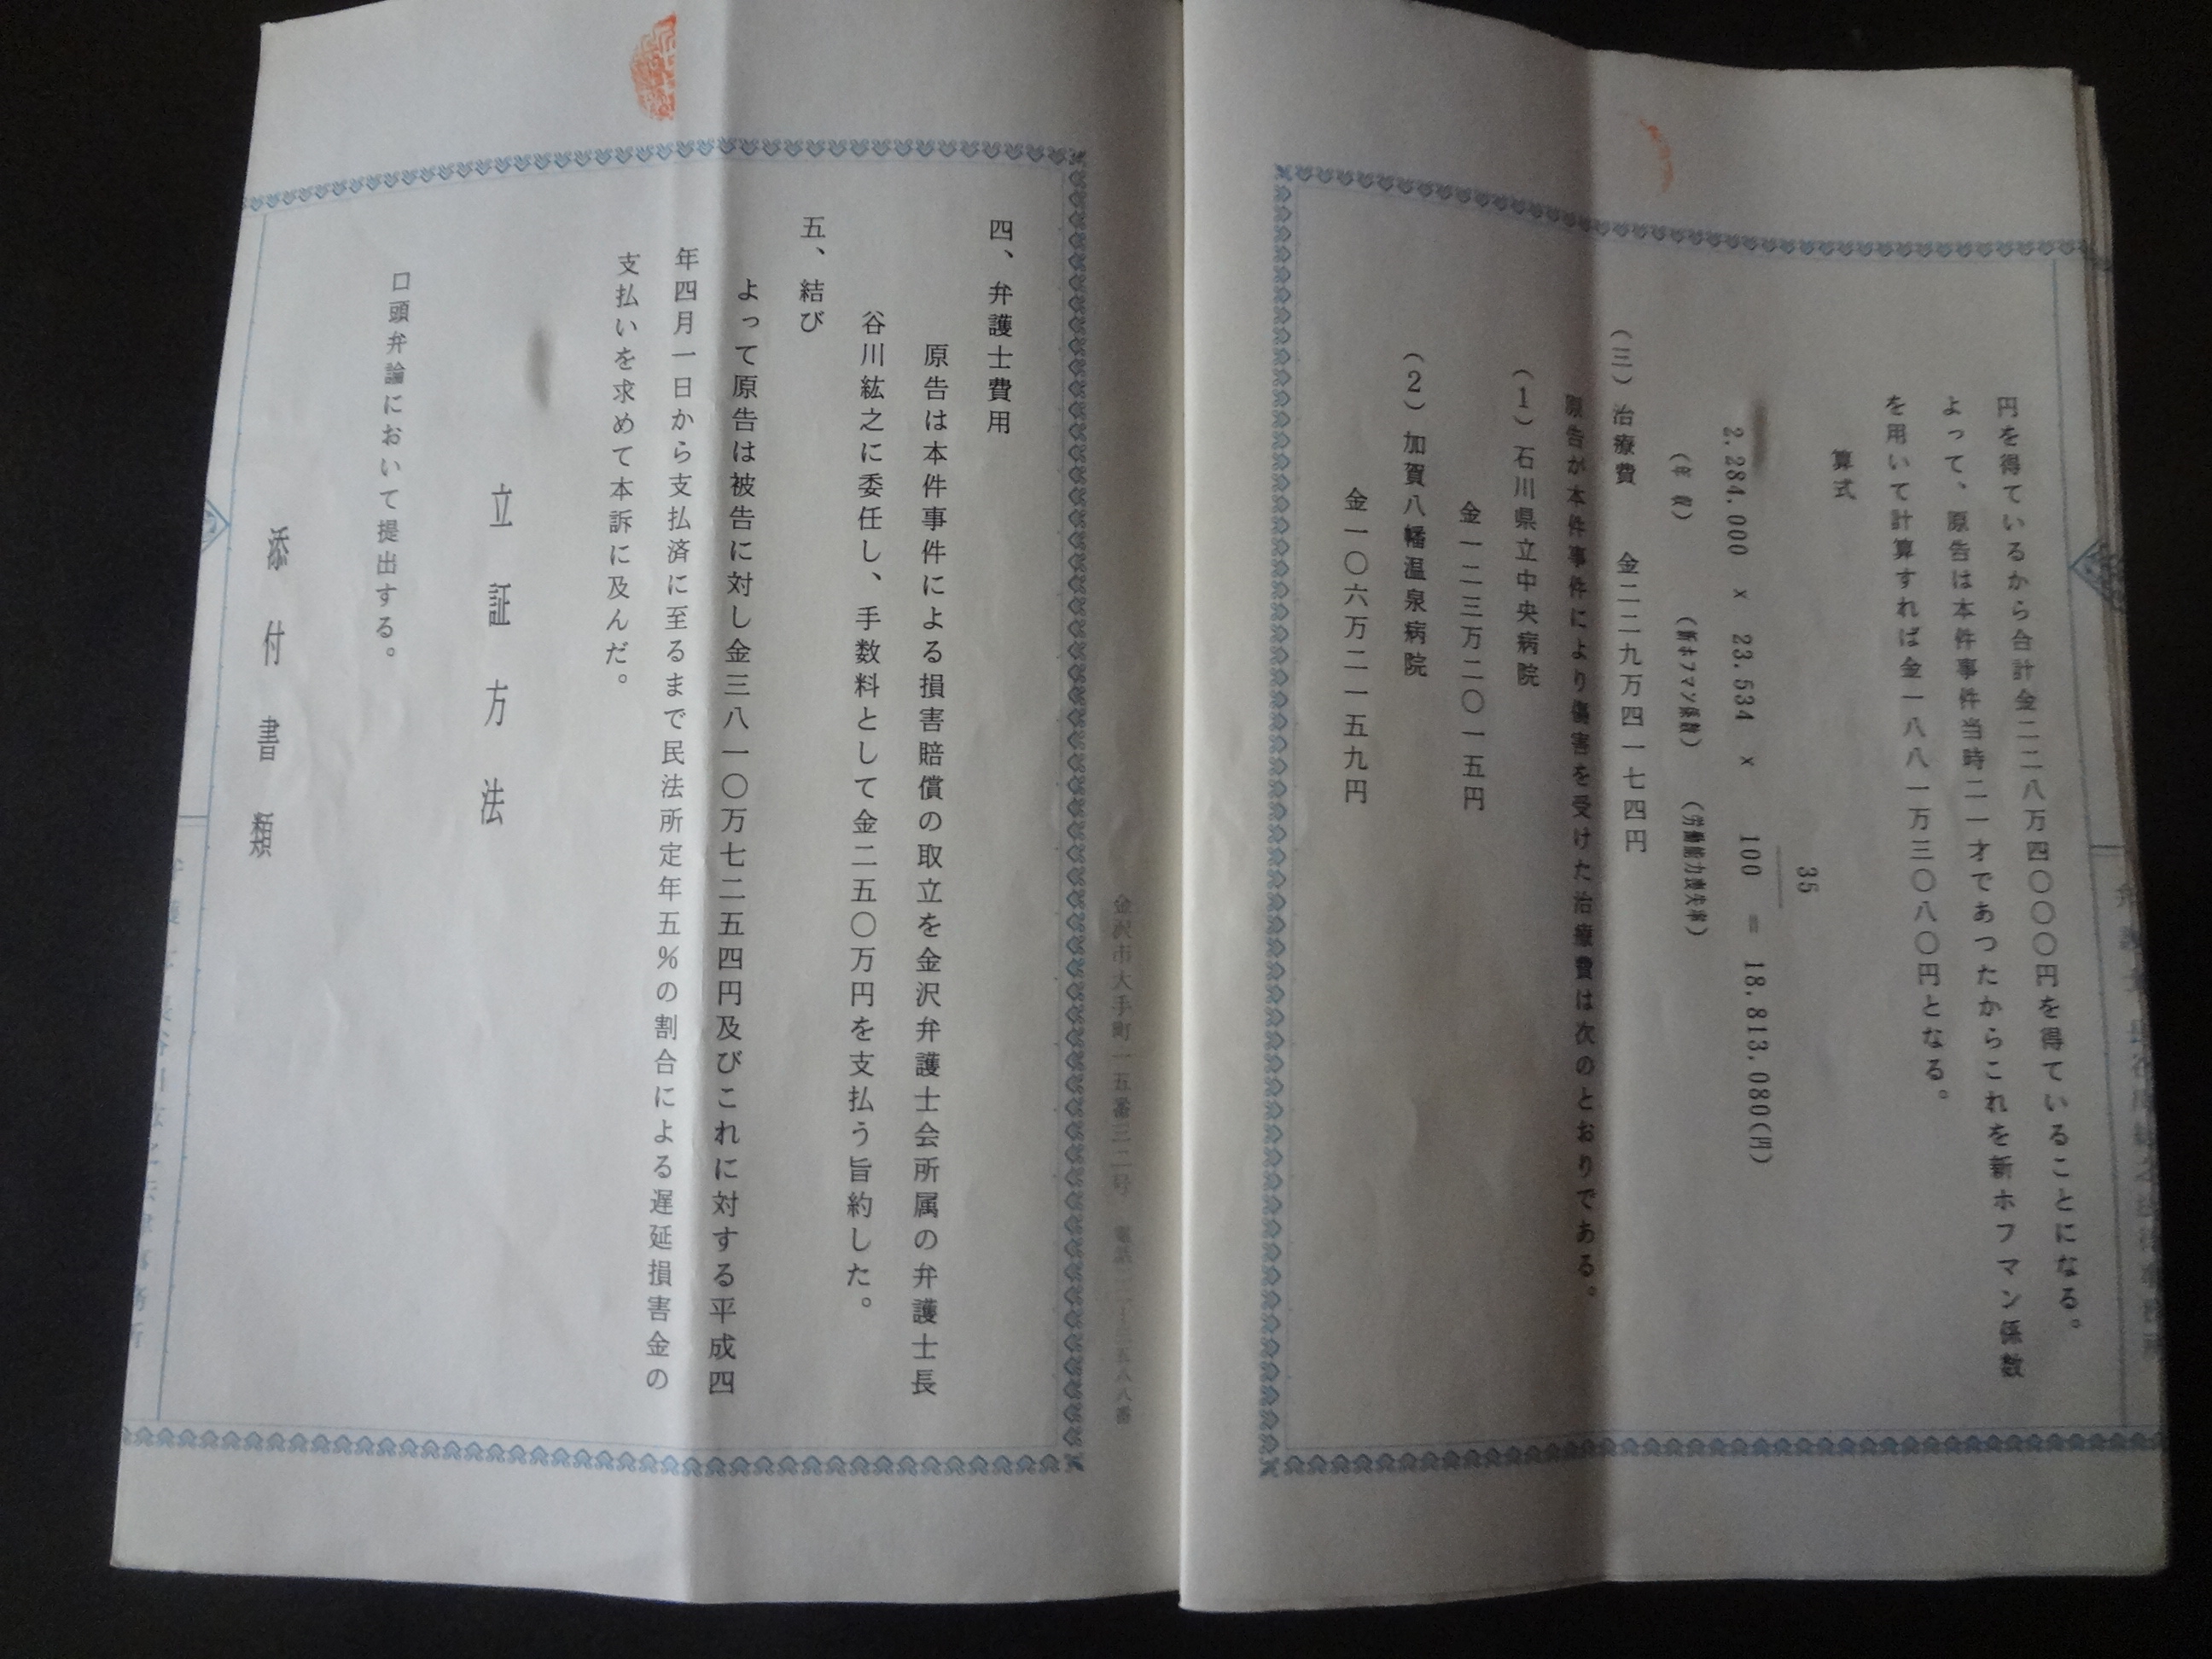 円を得ているから合計金二二八万四〇〇〇円を得ていることになる。
よって、原告は本件事件当時二一才であつたからこれを新ホフマン係数
を用いて計算すれば金一八八一万三〇八〇円となる。
算式
35
2.284.000 x 23.534 x 100 = 18.813,080(円)
(年収) (新ホフマン係数) (労働能力喪失率)
(三)治療費 金二二九万四一七四円
原告が本件事件により傷害を受けた治療費は次のとおりである。
(1)石川県立中央病院
金一二三万二〇一五円
(2)加賀八幡温泉病院
金一〇六万二一五九円
金沢市大手町一五番三二号
四、弁護士費用
原告は本件事件による損害賠償の取立を金沢弁護士会所属の弁護士長
谷川紘之に委任し、手数料として金二五〇万円を支払う旨約した。
五、結び
よって原告は被告に対し金三八一〇万七二五四円及びこれに対する平成四
年四月一日から支払済に至るまで民法所定年五%の割合による遅延損害金の
支払いを求めて本訴に及んだ。
立証方法
口頭弁論において提出する。
添付書類